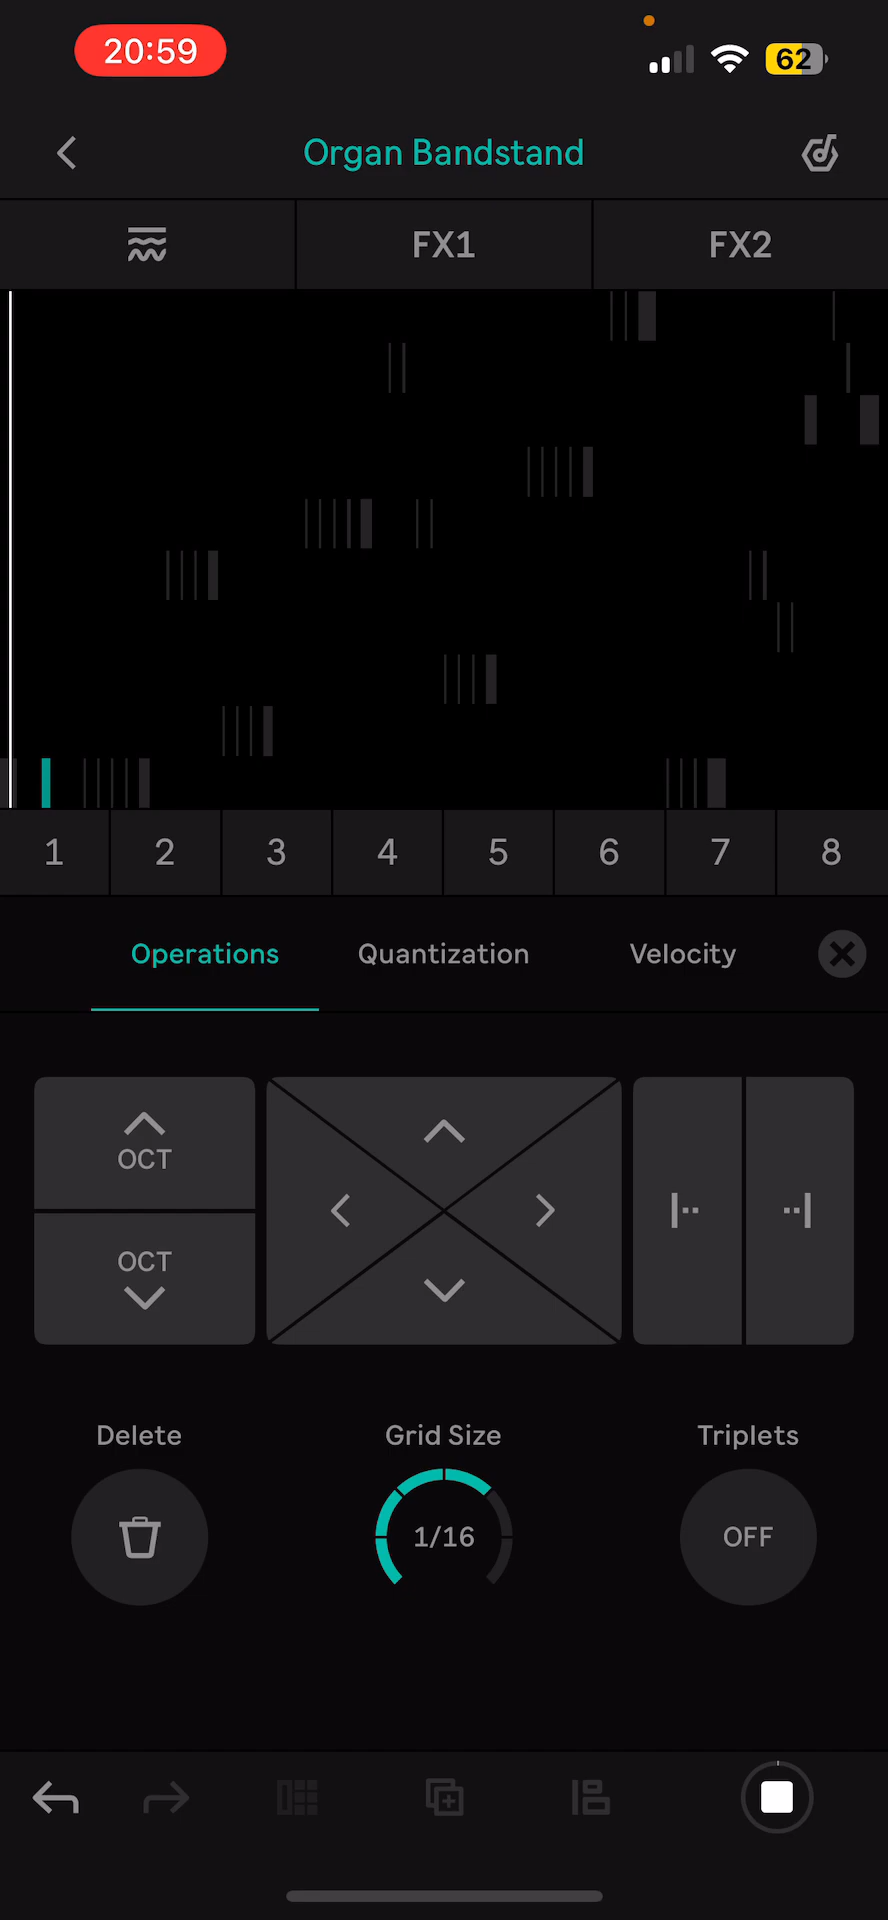 20:59
62
Organ Bandstand
FX1
FX2
1 2 3 4 5 6 7 8
Operations
Quantization
Velocity
OCT
OCT
Delete
Grid Size
Triplets
1/16
OFF